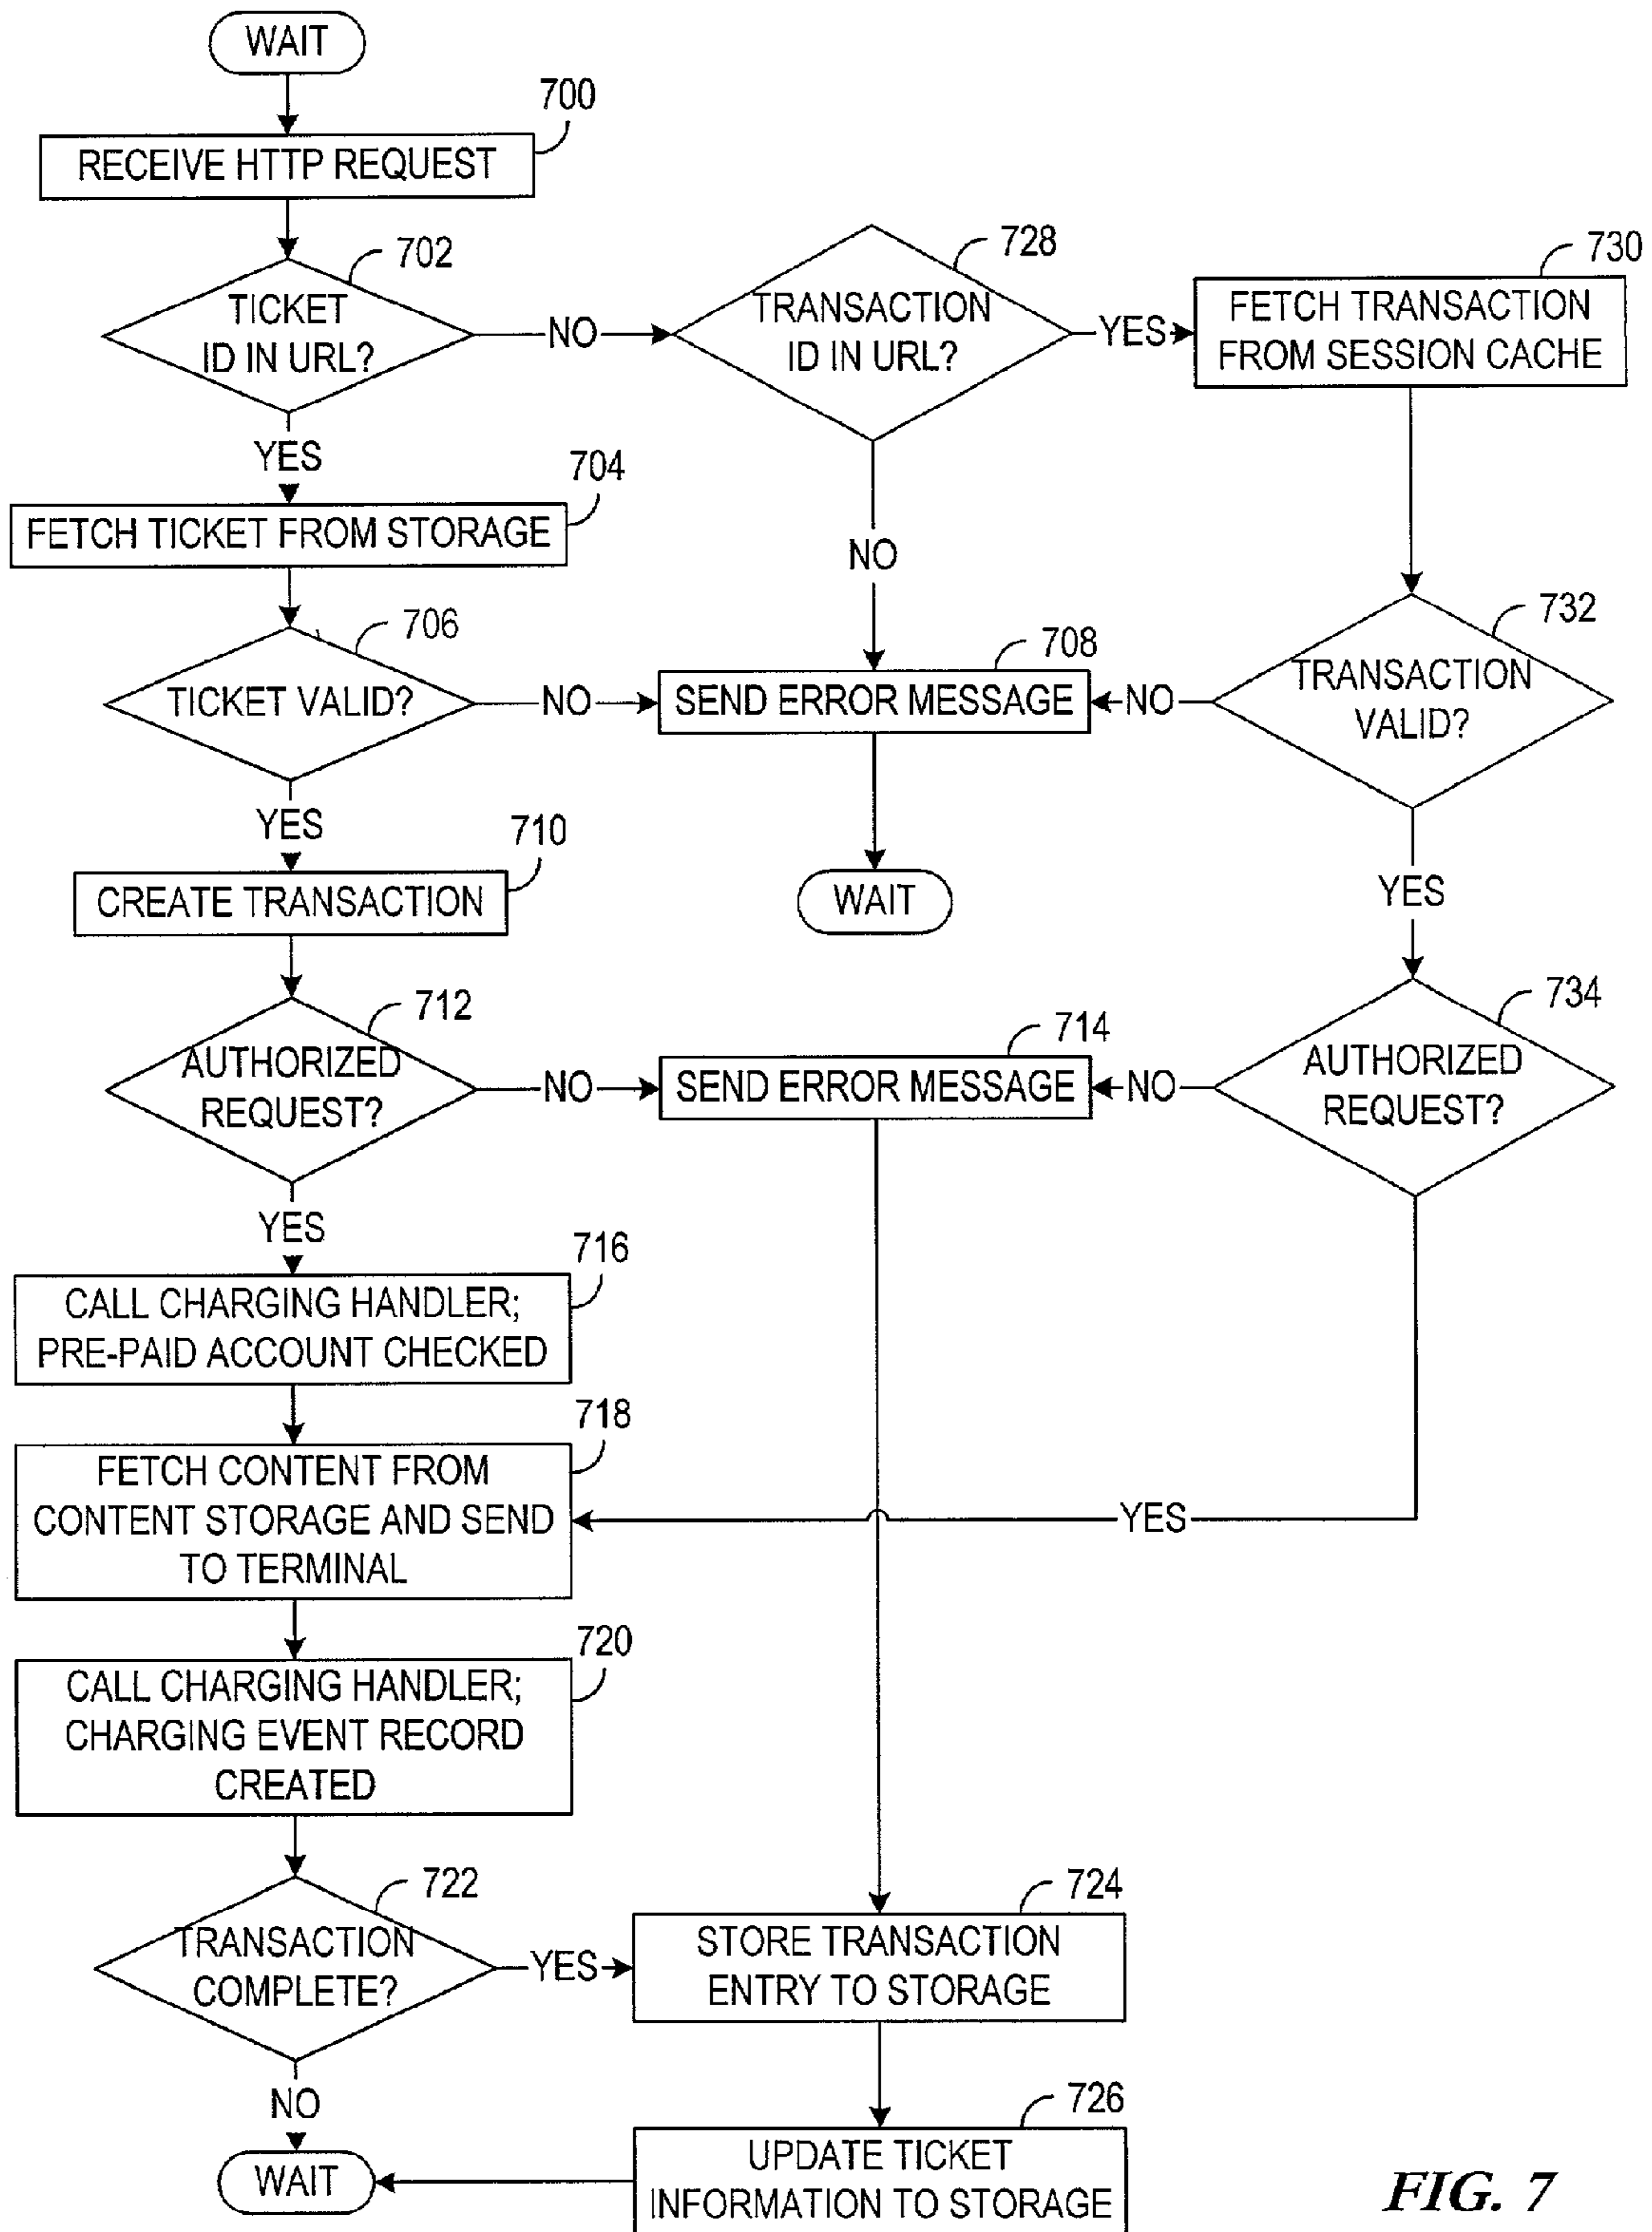 WAIT
700
RECEIVE HTTP REQUEST
702
TICKET
ID IN URL?
NO
728
TRANSACTION
ID IN URL?
YES
730
FETCH TRANSACTION
FROM SESSION CACHE
YES
704
FETCH TICKET FROM STORAGE
NO
706
TICKET VALID?
NO
708
SEND ERROR MESSAGE
NO
732
TRANSACTION
VALID?
YES
710
CREATE TRANSACTION
WAIT
YES
712
AUTHORIZED
REQUEST?
NO
714
SEND ERROR MESSAGE
NO
734
AUTHORIZED
REQUEST?
YES
716
CALL CHARGING HANDLER;
PRE-PAID ACCOUNT CHECKED
718
FETCH CONTENT FROM
CONTENT STORAGE AND SEND
TO TERMINAL
YES
720
CALL CHARGING HANDLER;
CHARGING EVENT RECORD
CREATED
722
TRANSACTION
COMPLETE?
YES
724
STORE TRANSACTION
ENTRY TO STORAGE
NO
WAIT
726
UPDATE TICKET
INFORMATION TO STORAGE
FIG. 7